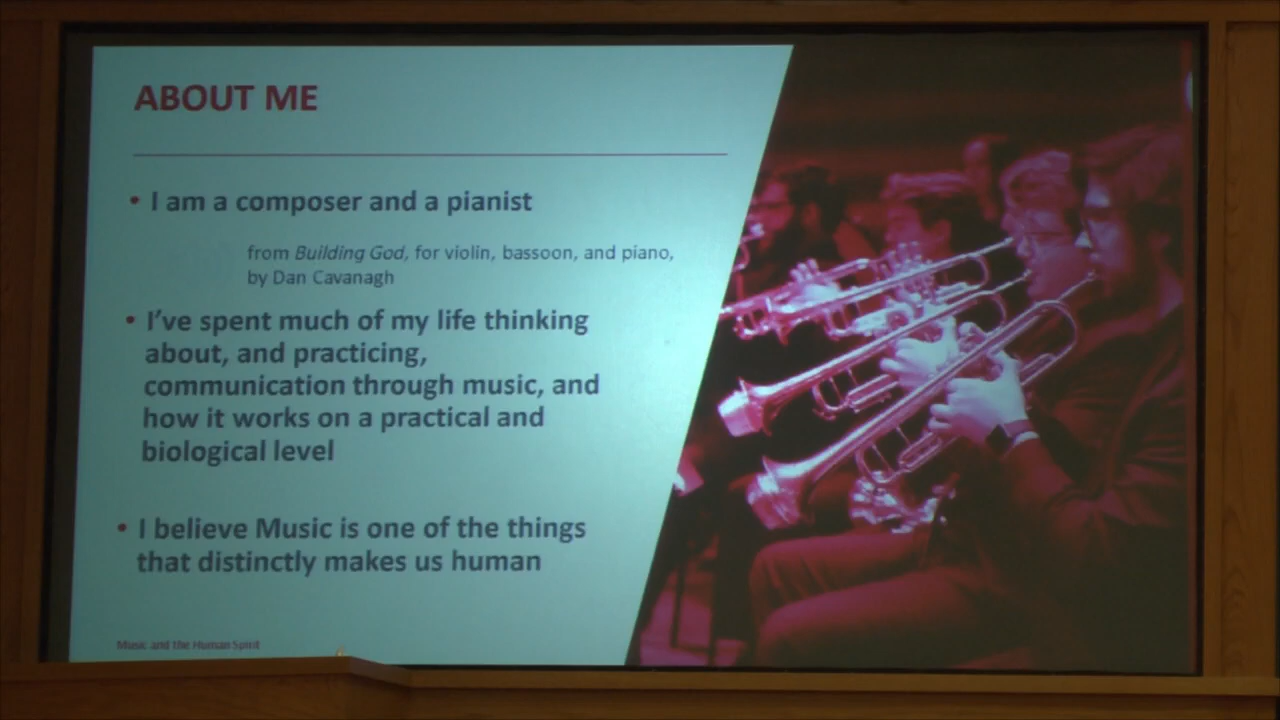 ABOUT ME
• I am a composer and a pianist
from Building God, for violin, bassoon, and piano,
by Dan Cavanagh
• I've spent much of my life thinking
about, and practicing,
communication through music, and
how it works on a practical and
biological level
• I believe Music is one of the things
that distinctly makes us human
Music and the Human Spirit